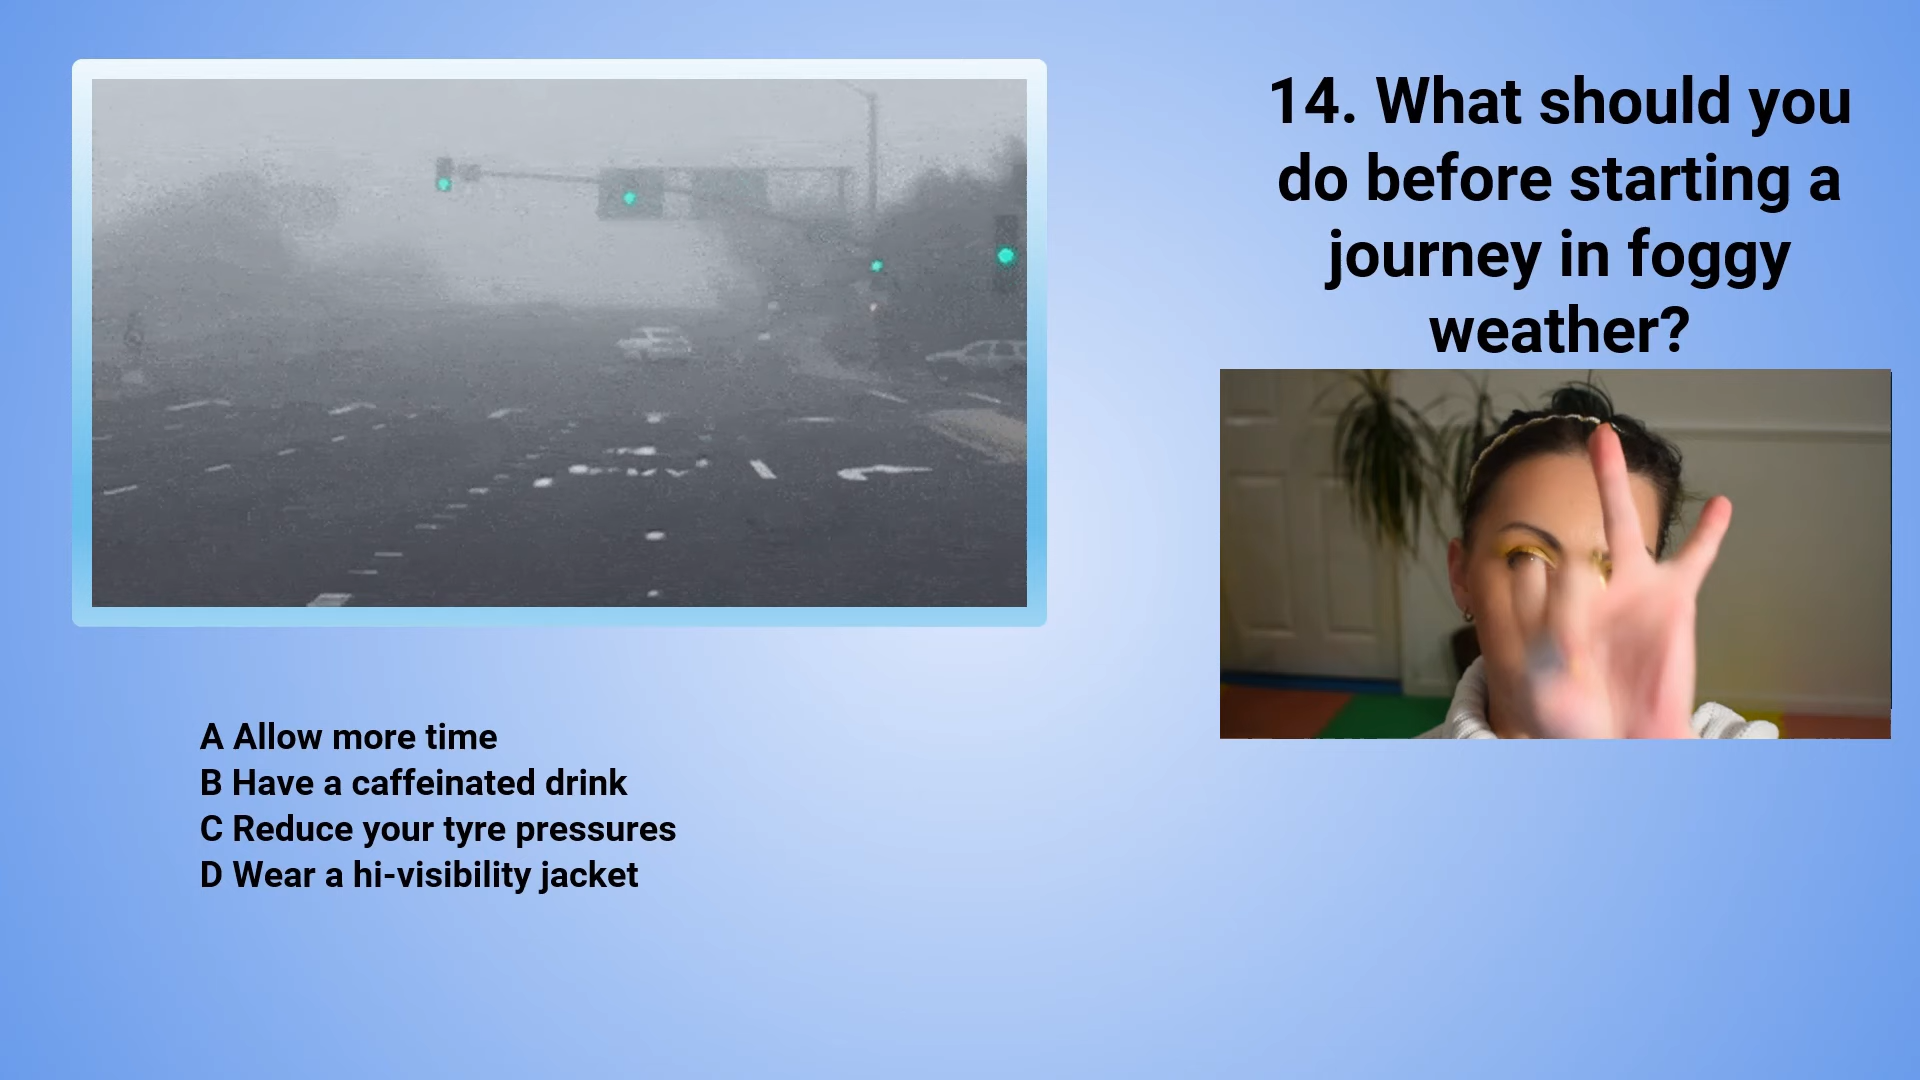 14. What should you
do before starting a
journey in foggy
weather?
A Allow more time
B Have a caffeinated drink
C Reduce your tyre pressures
D Wear a hi-visibility jacket